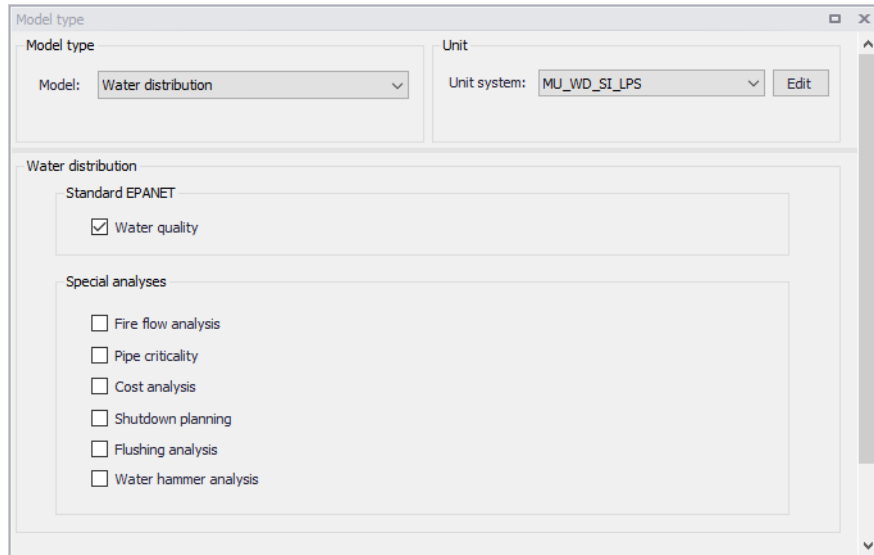 Model type
Model type
Unit
Model: Water distribution
Unit system: MU_WD_SI_LPS Edit
Water distribution
Standard EPANET
Water quality
Special analyses
Fire flow analysis
Pipe criticality
Cost analysis
Shutdown planning
Flushing analysis
Water hammer analysis